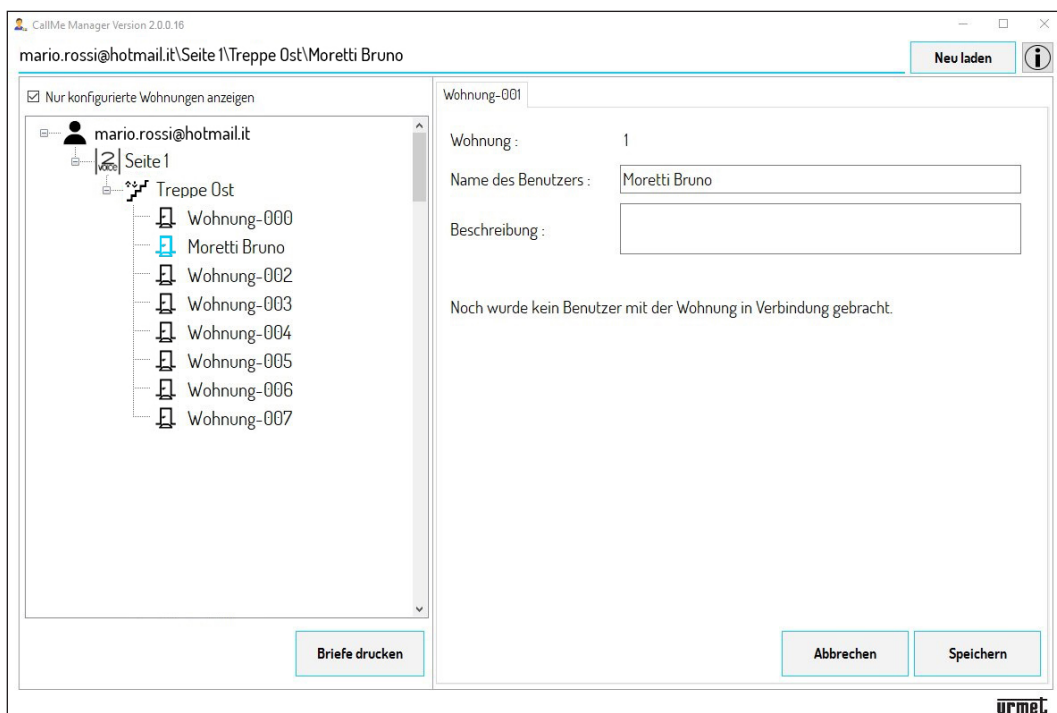 CallMe Manager Version 2.0.0.16
mario.rossi@hotmail.it\Seite 1\Treppe Ost\Moretti Bruno
Neu laden
Nur konfigurierte Wohnungen anzeigen
mario.rossi@hotmail.it
2 VOICE Seite 1
Treppe Ost
Wohnung-000
Moretti Bruno
Wohnung-002
Wohnung-003
Wohnung-004
Wohnung-005
Wohnung-006
Wohnung-007
Briefe drucken
Wohnung-001
Wohnung : 1
Name des Benutzers : Moretti Bruno
Beschreibung :
Noch wurde kein Benutzer mit der Wohnung in Verbindung gebracht.
Abbrechen
Speichern
urmet